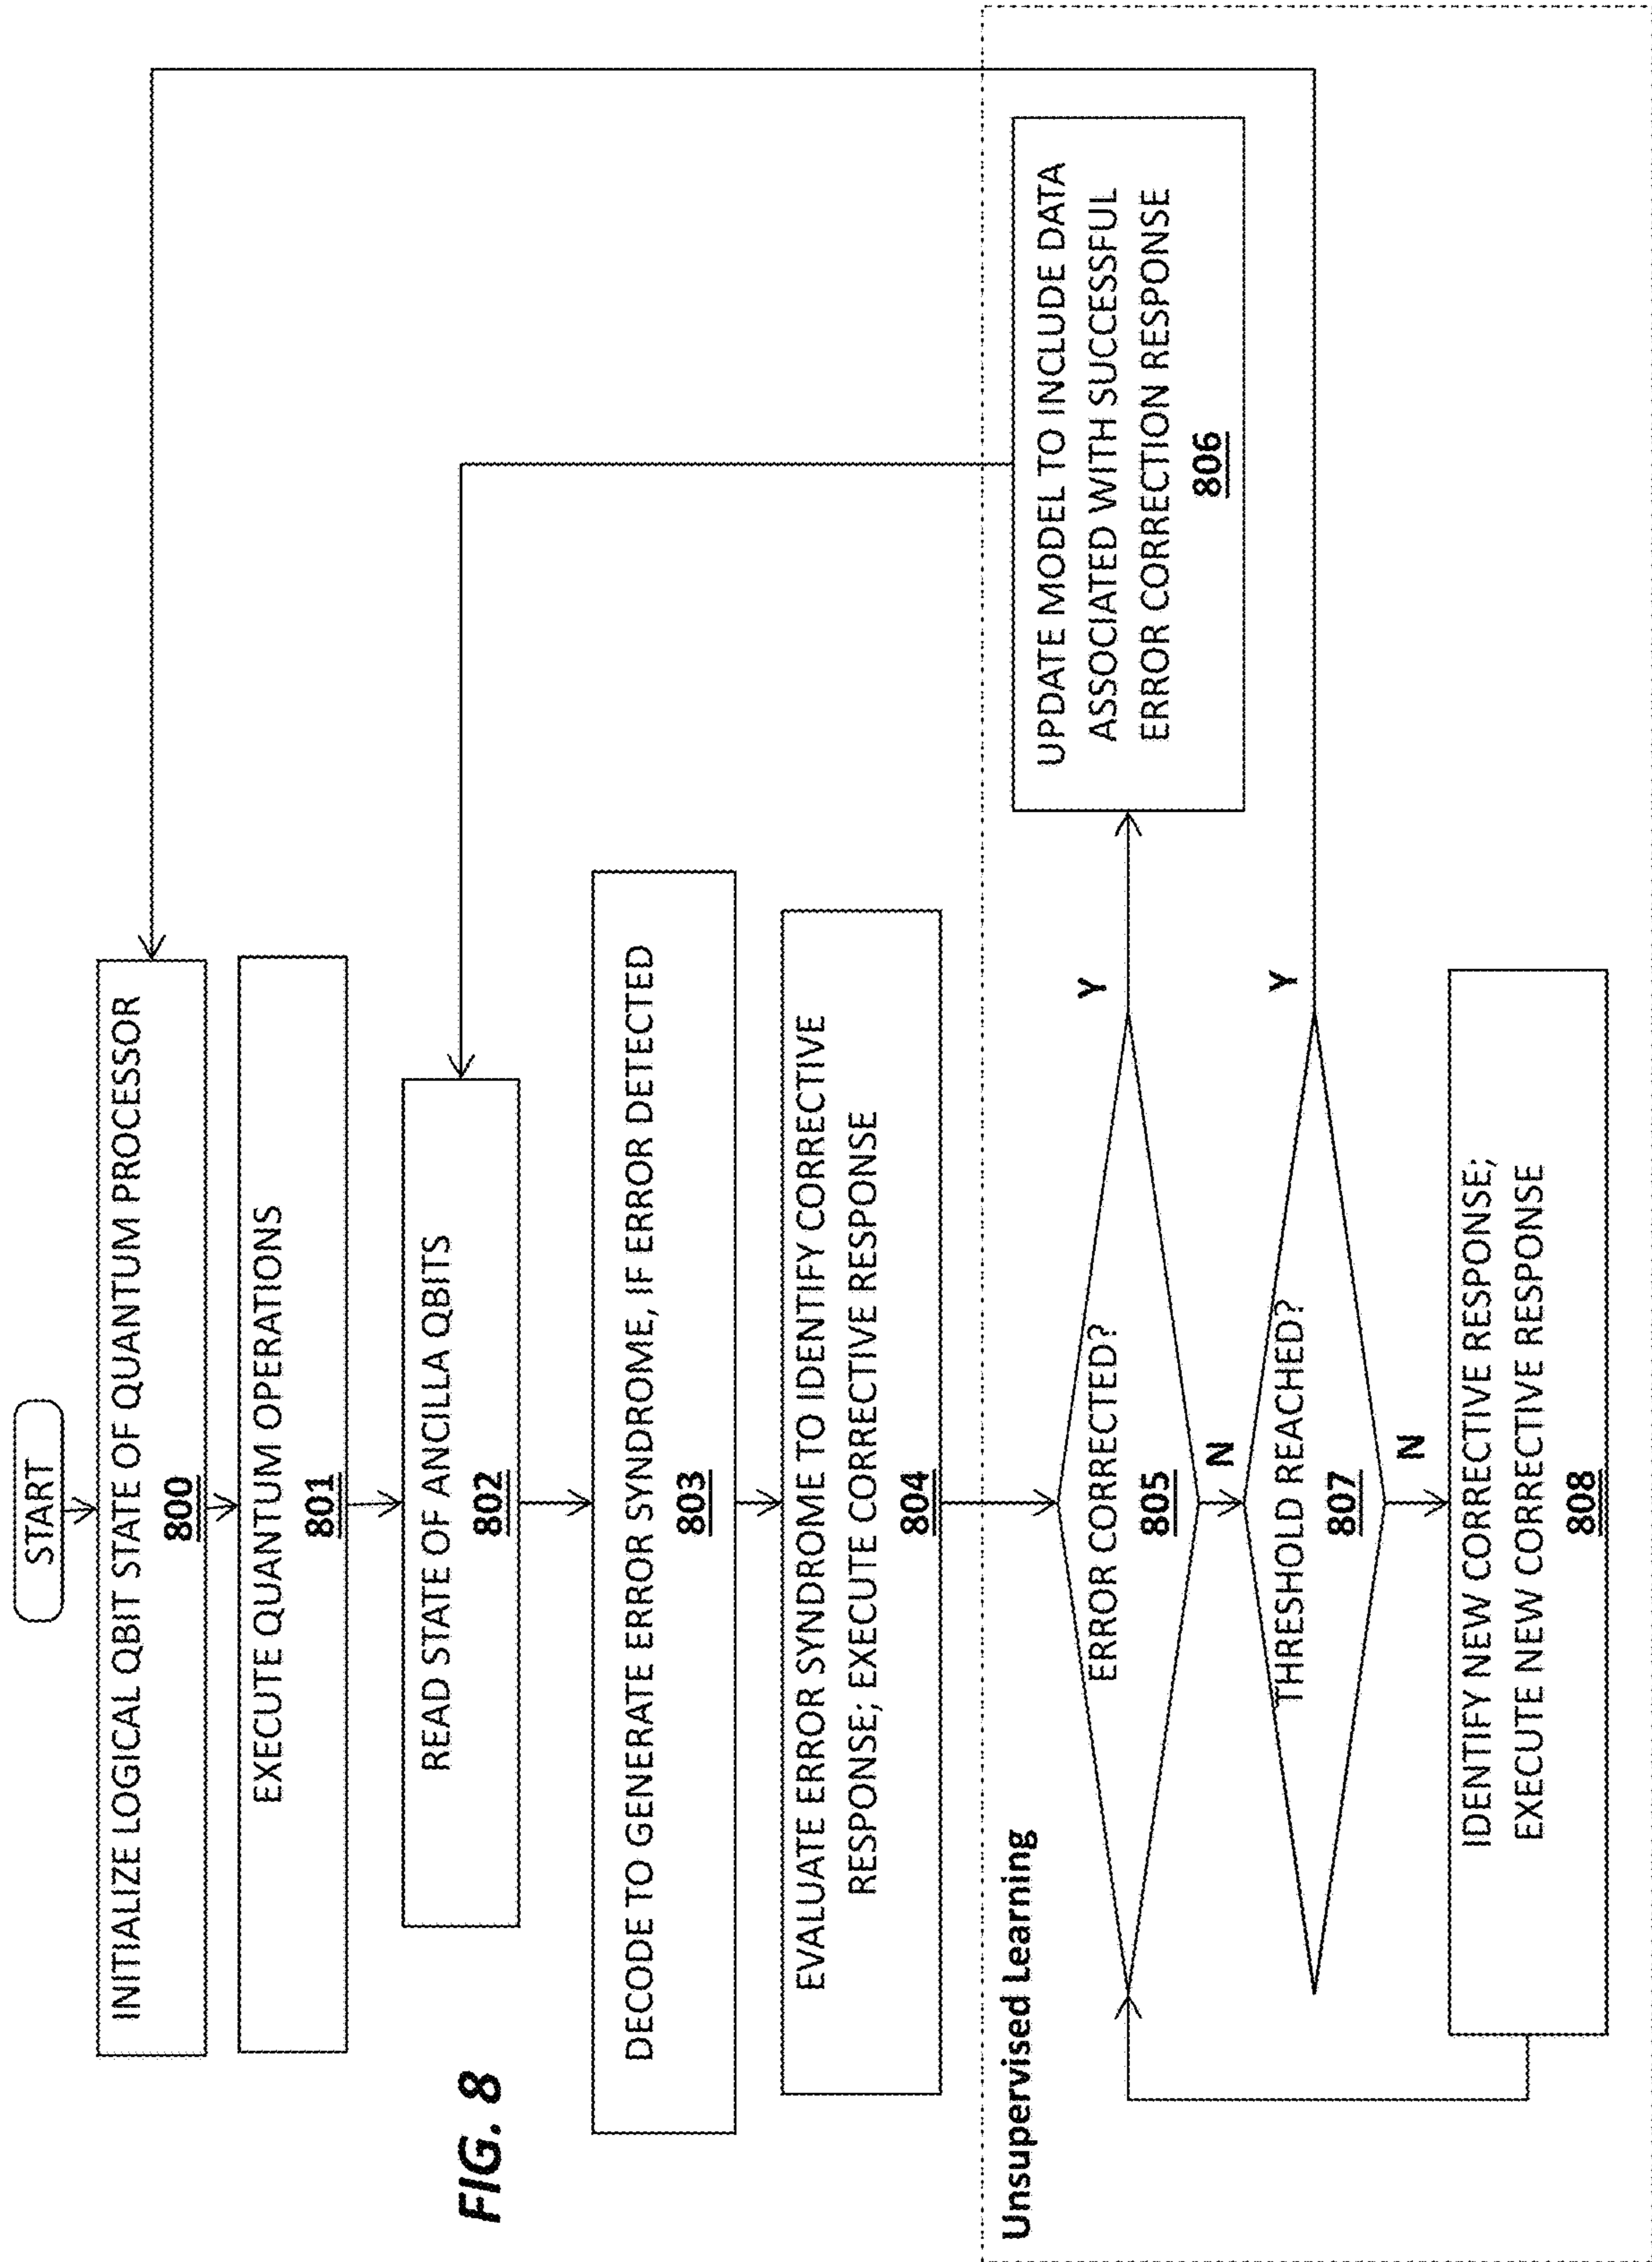 START
INITIALIZE LOGICAL QBIT STATE OF QUANTUM PROCESSOR
800
EXECUTE QUANTUM OPERATIONS
801
READ STATE OF ANCILLA QBITS
802
FIG. 8
DECODE TO GENERATE ERROR SYNDROME, IF ERROR DETECTED
803
EVALUATE ERROR SYNDROME TO IDENTIFY CORRECTIVE
RESPONSE; EXECUTE CORRECTIVE RESPONSE
804
Unsupervised Learning
ERROR CORRECTED?
805
Y
N
UPDATE MODEL TO INCLUDE DATA
ASSOCIATED WITH SUCCESSFUL
ERROR CORRECTION RESPONSE
806
THRESHOLD REACHED?
807
Y
N
IDENTIFY NEW CORRECTIVE RESPONSE;
EXECUTE NEW CORRECTIVE RESPONSE
808